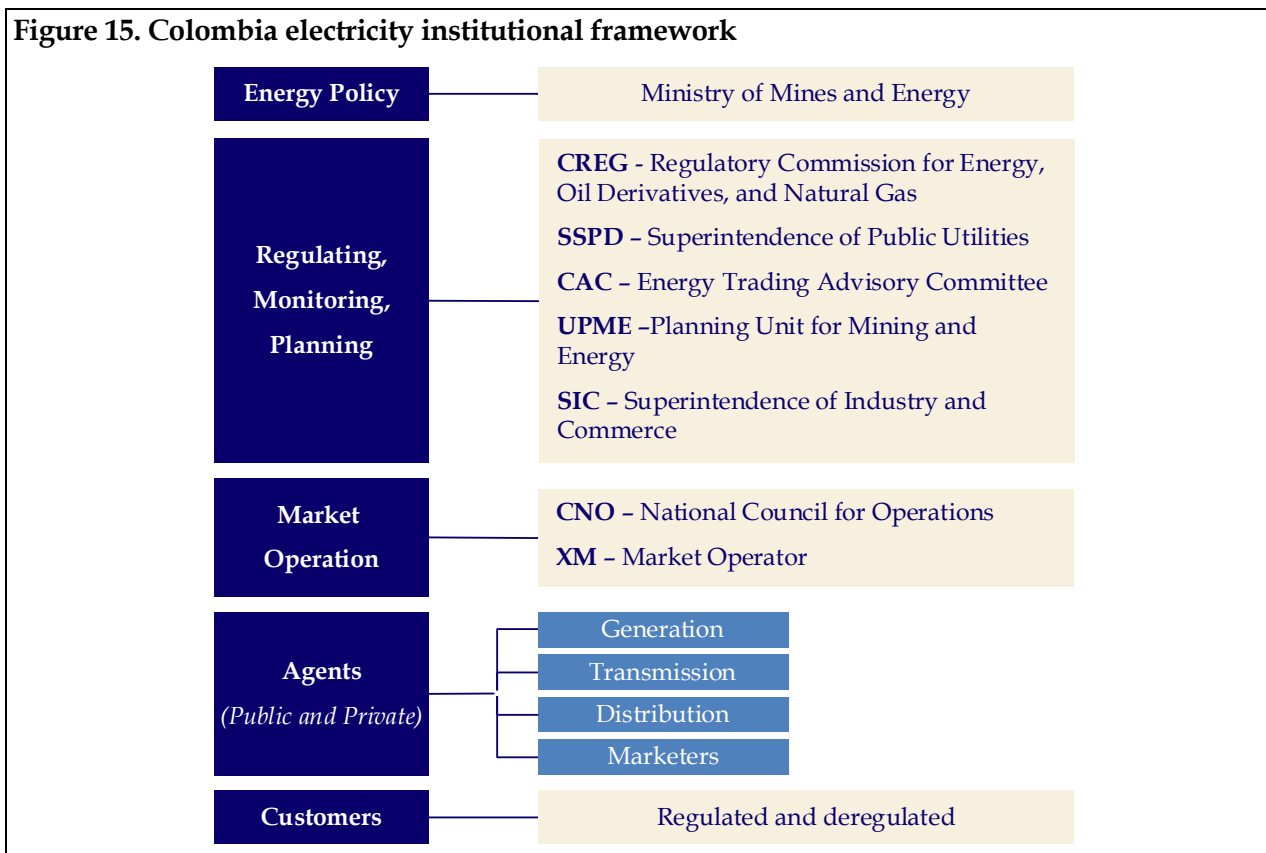 Figure 15. Colombia electricity institutional framework
Energy Policy
Ministry of Mines and Energy
Regulating,
Monitoring,
Planning
CREG - Regulatory Commission for Energy,
Oil Derivatives, and Natural Gas
SSPD – Superintendence of Public Utilities
CAC – Energy Trading Advisory Committee
UPME –Planning Unit for Mining and
Energy
SIC – Superintendence of Industry and
Commerce
Market
Operation
CNO – National Council for Operations
XM – Market Operator
Agents
(Public and Private)
Generation
Transmission
Distribution
Marketers
Customers
Regulated and deregulated